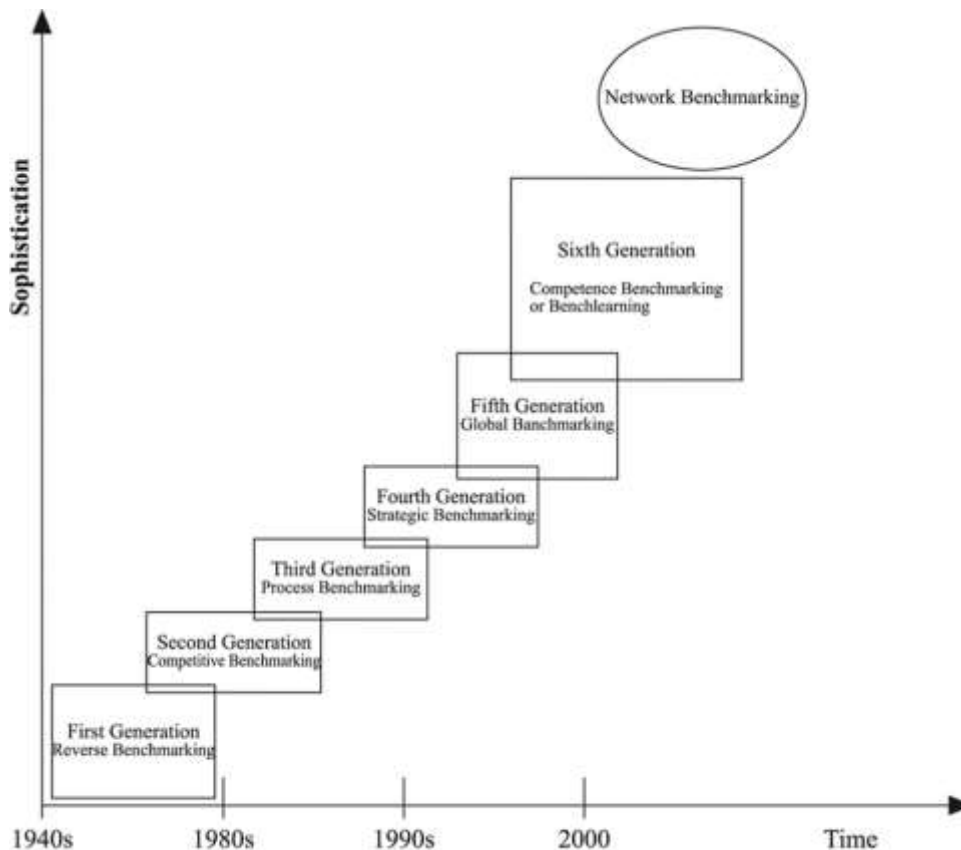 Network Benchmarking
Sophistication
Sixth Generation
Competence Benchmarking
or Benchlearning
Fifth Generation
Global Banchmarking
Fourth Generation
Strategic Benchmarking
Third Generation
Process Benchmarking
Second Generation
Competitive Benchmarking
First Generation
Reverse Benchmarking
1940s 1980s 1990s 2000 Time